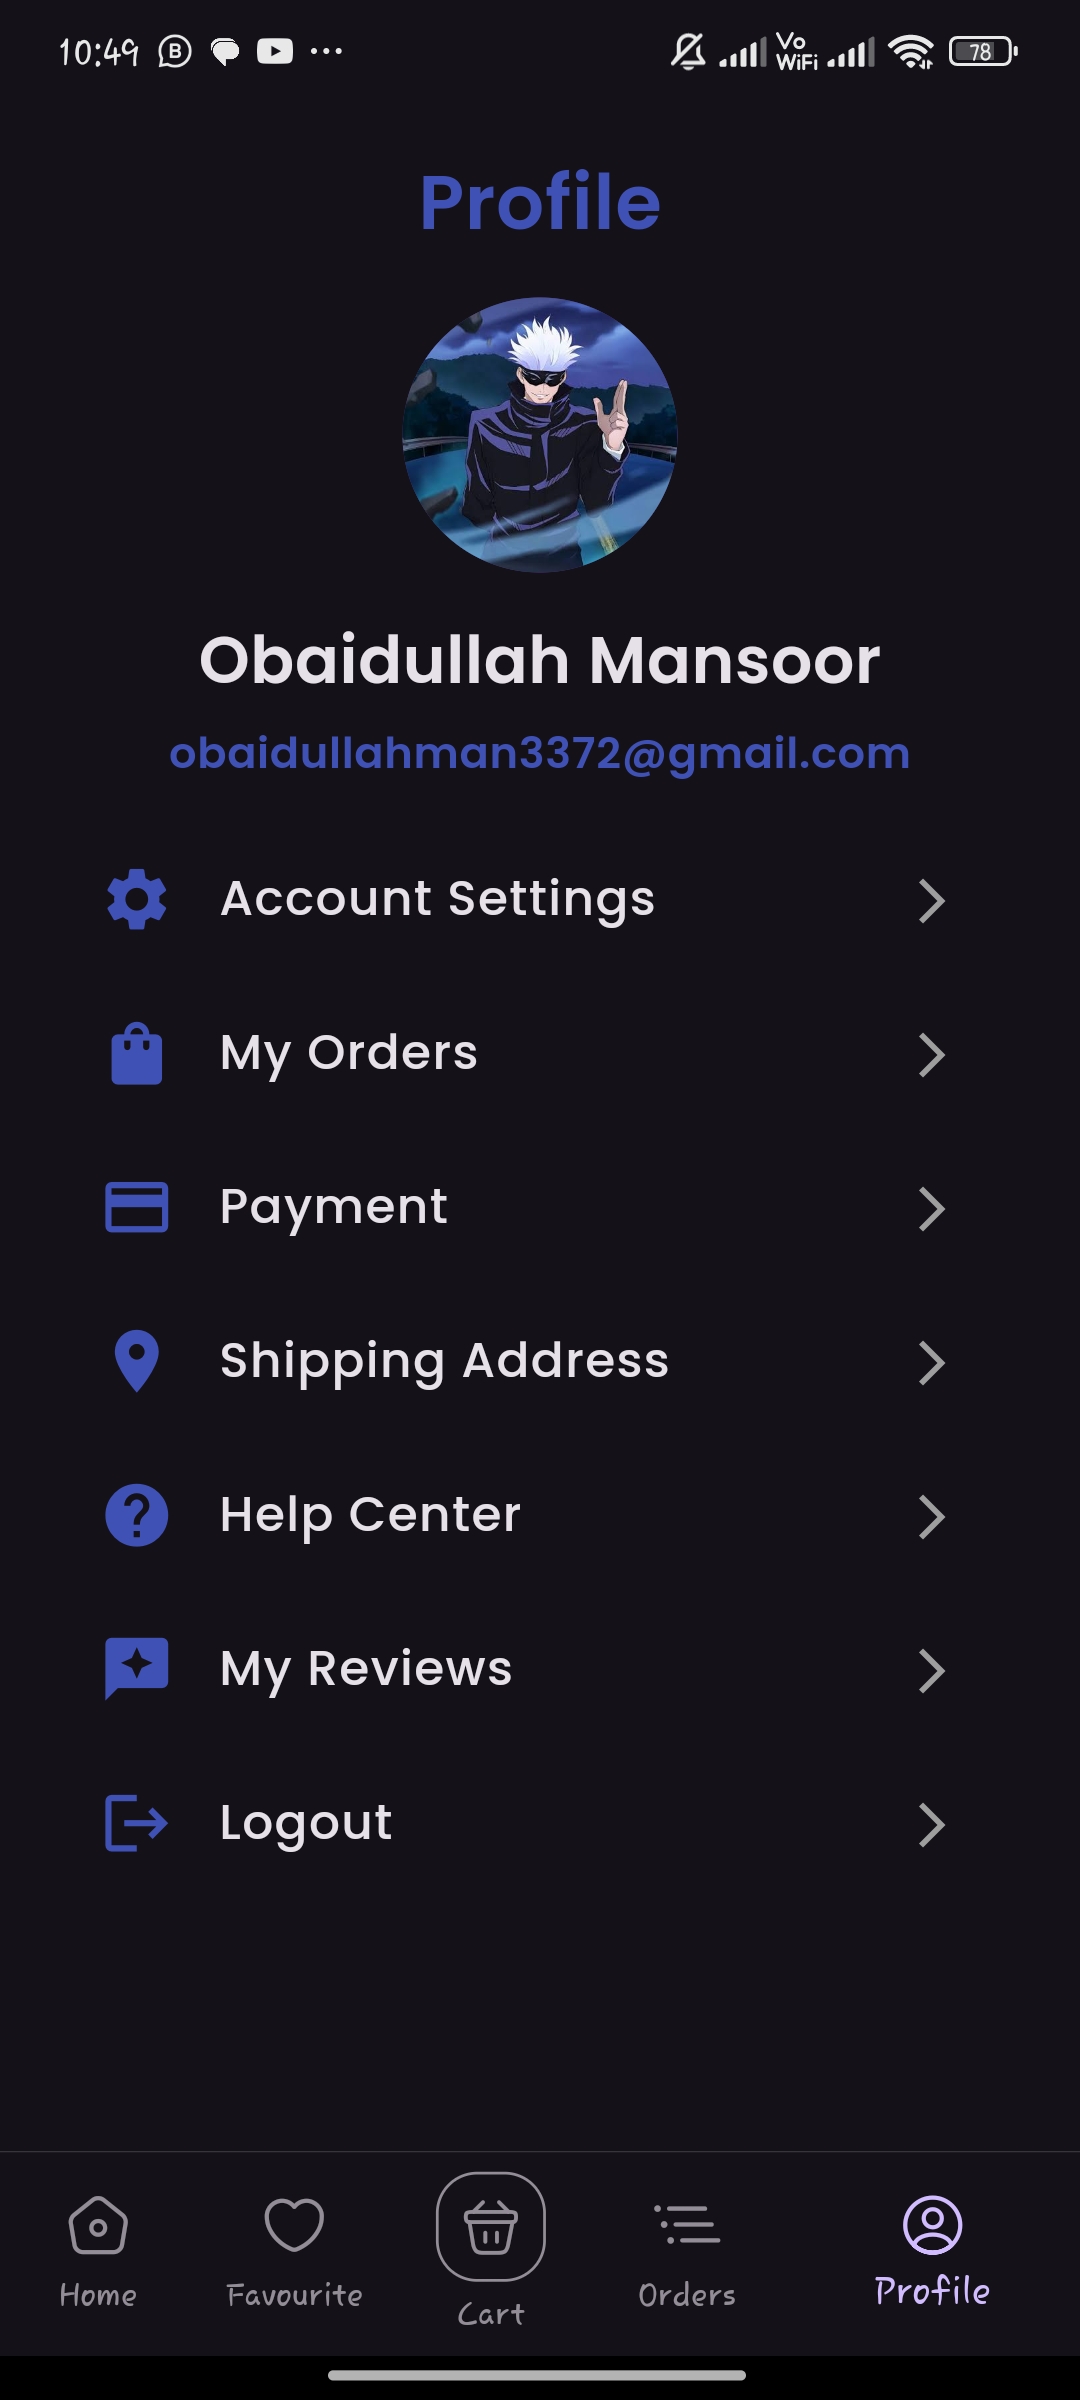 10:49
Vo
WiFi
78
Profile
Obaidullah Mansoor
obaidullahman3372@gmail.com
Account Settings
My Orders
Payment
Shipping Address
Help Center
My Reviews
Logout
Home
Favourite
Cart
Orders
Profile